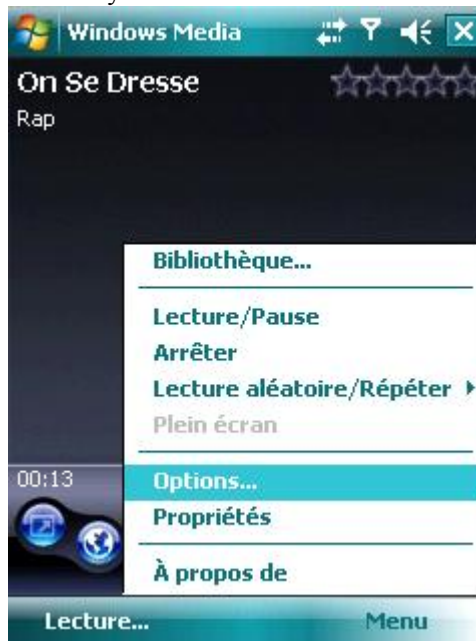 Windows Media
On Se Dresse
Rap
Bibliothèque...
Lecture/Pause
Arrêter
Lecture aléatoire/Répéter
Plein écran
00:13
Options...
Propriétés
À propos de
Lecture...
Menu